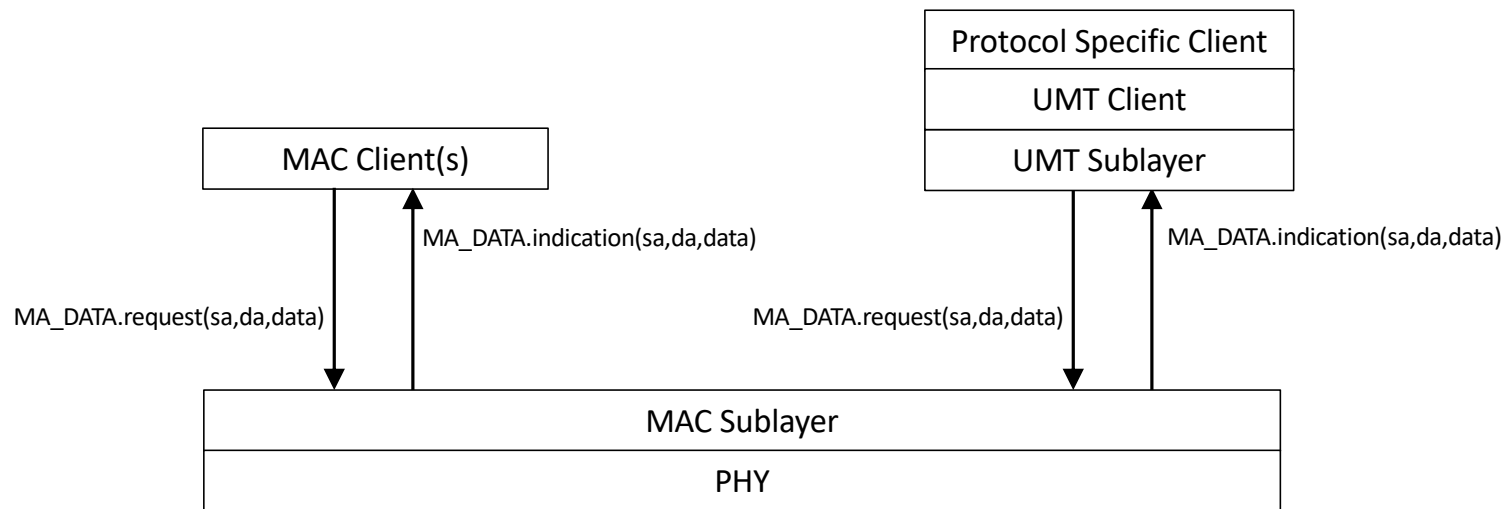 Protocol Specific Client
UMT Client
MAC Client(s)
UMT Sublayer
MA_DATA.indication(sa,da,data)
MA_DATA.indication(sa,da,data)
MA_DATA.request(sa,da,data)
MA_DATA.request(sa,da,data)
MAC Sublayer
PHY